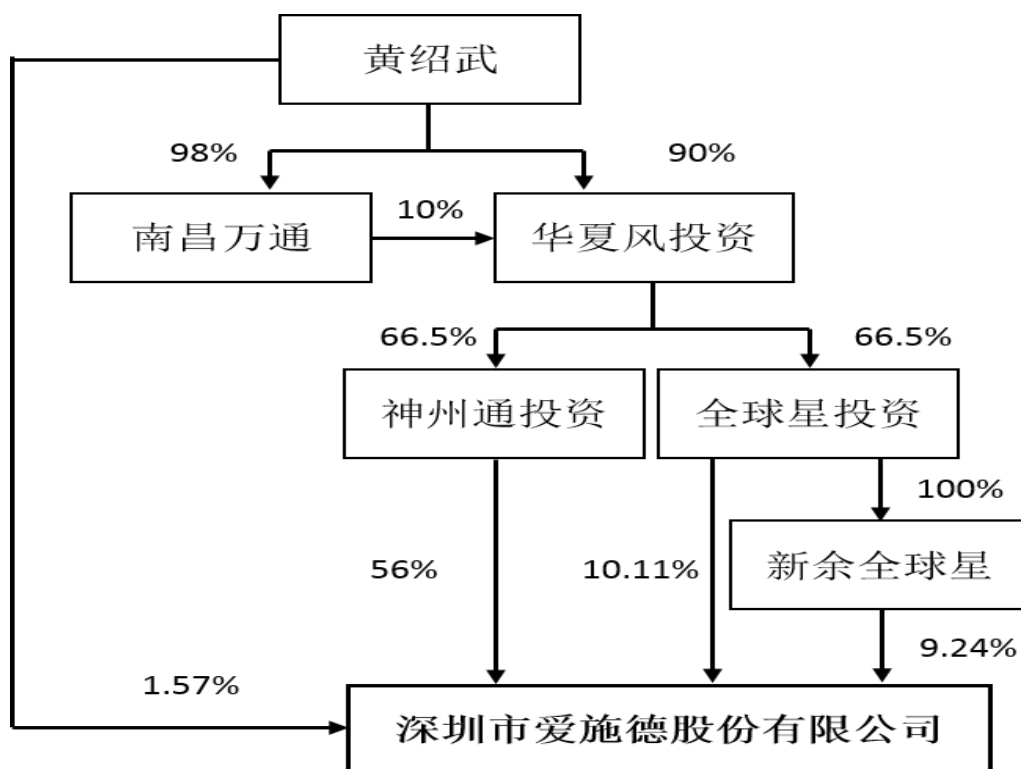 黄绍武
98%
90%
南昌万通
10%
华夏风投资
66.5%
66.5%
神州通投资
全球星投资
100%
新余全球星
56%
10.11%
9.24%
1.57%
深圳市爱施德股份有限公司